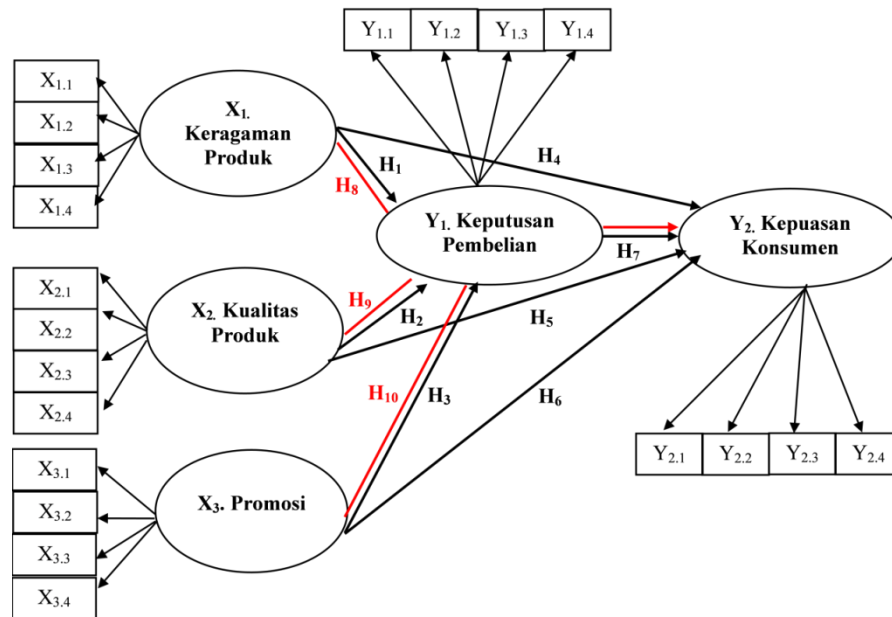 Y1.1 Y1.2 Y1.3 Y1.4
X1.1
X1.2
X1.3
X1.4
X1.
Keragaman
Produk
H1
H8
H4
Y1. Keputusan
Pembelian
H7
Y2. Kepuasan
Konsumen
X2.1
X2.2
X2.3
X2.4
X2. Kualitas
Produk
H9
H2
H5
H10
H3
H6
Y2.1 Y2.2 Y2.3 Y2.4
X3.1
X3.2
X3.3
X3.4
X3. Promosi